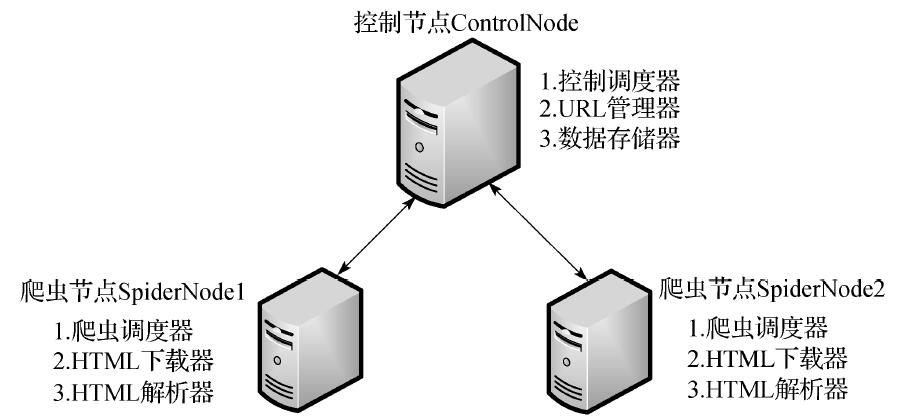 控制节点ControlNode
1.控制调度器
2.URL管理器
3.数据存储器
爬虫节点SpiderNode1
1.爬虫调度器
2.HTML下载器
3.HTML解析器
爬虫节点SpiderNode2
1.爬虫调度器
2.HTML下载器
3.HTML解析器